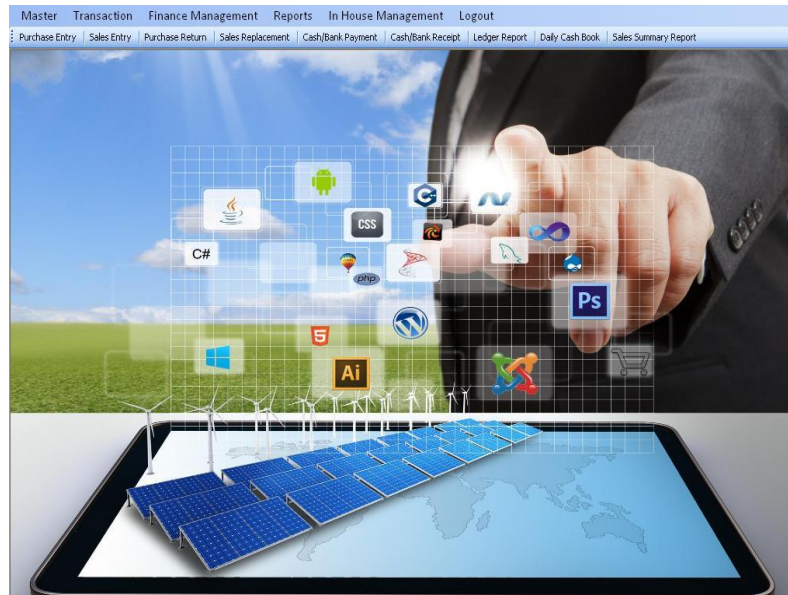 Master Transaction Finance Management Reports In House Management Logout
Purchase Entry Sales Entry Purchase Return Sales Replacement Cash/Bank Payment Cash/Bank Receipt Ledger Report Daily Cash Book Sales Summary Report
CSS
C#
php
Ps
5
Ai